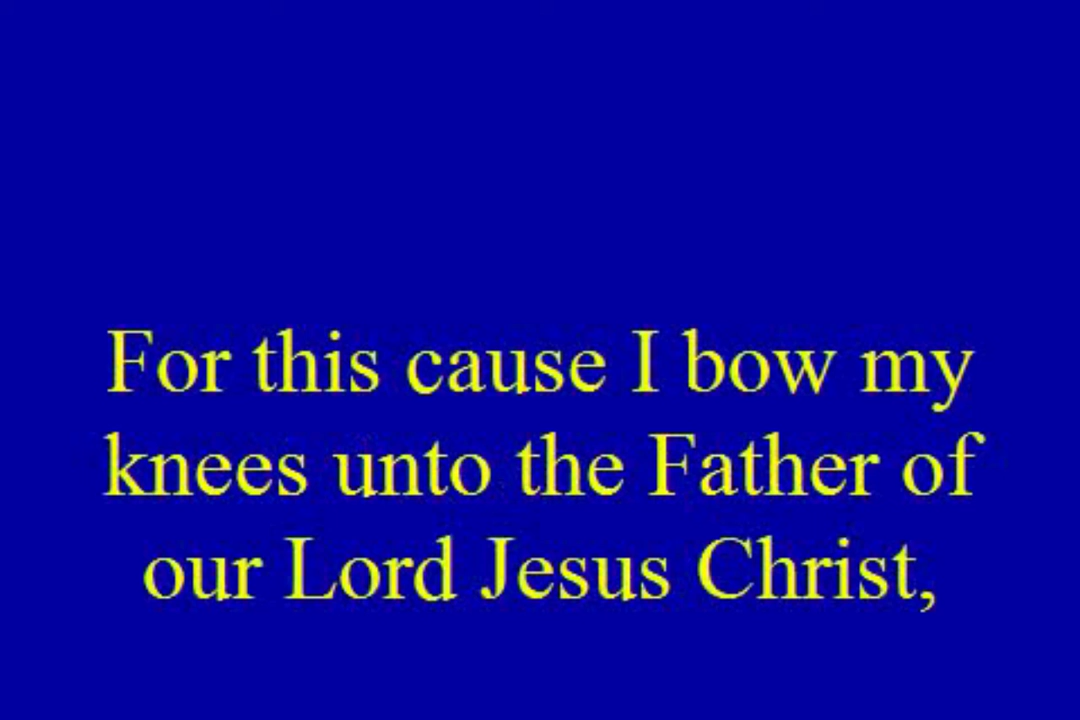 For this cause I bow my
knees unto the Father of
our Lord Jesus Christ,